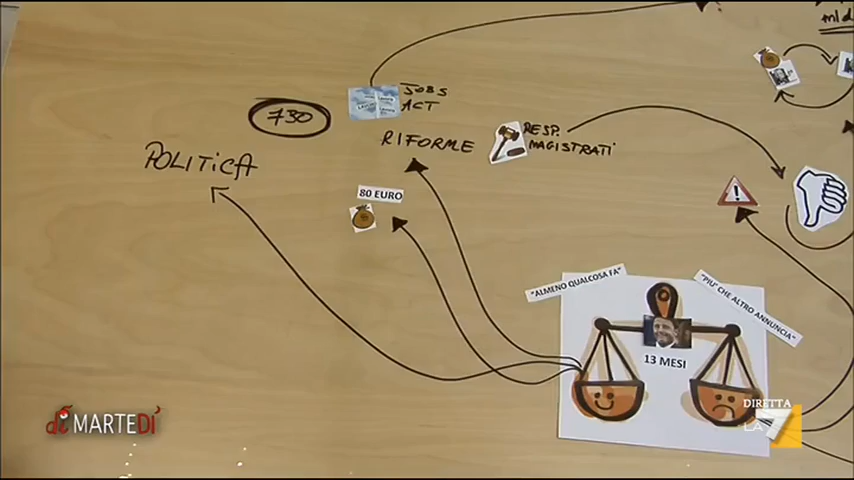 JOBS
ACT
730
RIFORME
RESP.
MAGISTRATI
POLITICA
80 EURO
"ALMENO QUALCOSA FA"
"PIU' CHE ALTRO ANNUNCIA"
13 MESI
diMARTEDÌ
DIRETTA
LA 7